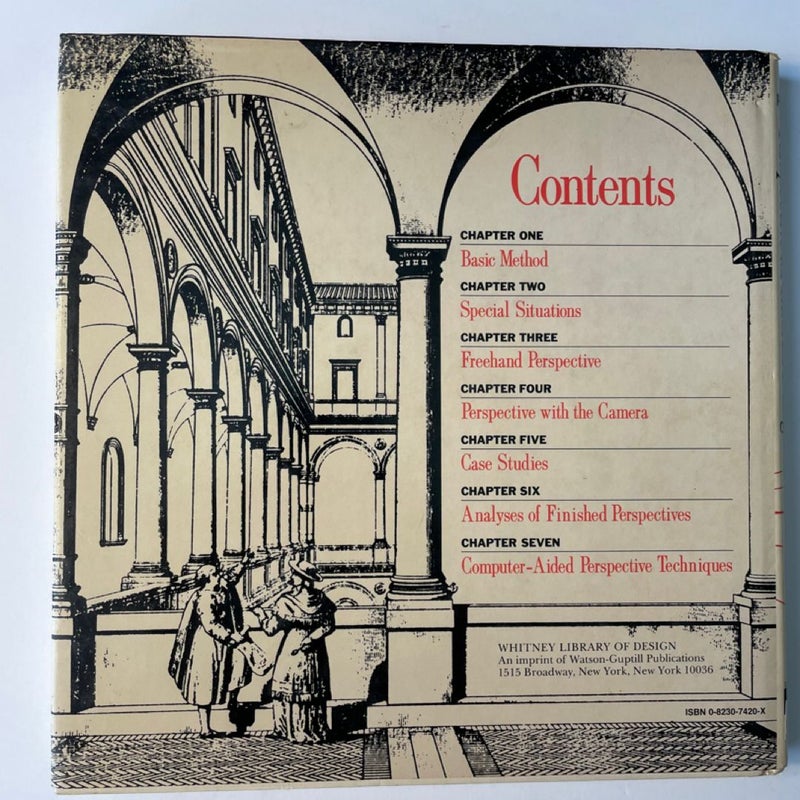 Contents
CHAPTER ONE
Basic Method
CHAPTER TWO
Special Situations
CHAPTER THREE
Freehand Perspective
CHAPTER FOUR
Perspective with the Camera
CHAPTER FIVE
Case Studies
CHAPTER SIX
Analyses of Finished Perspectives
CHAPTER SEVEN
Computer-Aided Perspective Techniques
WHITNEY LIBRARY OF DESIGN
An imprint of Watson-Guptill Publications
1515 Broadway, New York, New York 10036
ISBN 0-8230-7420-X